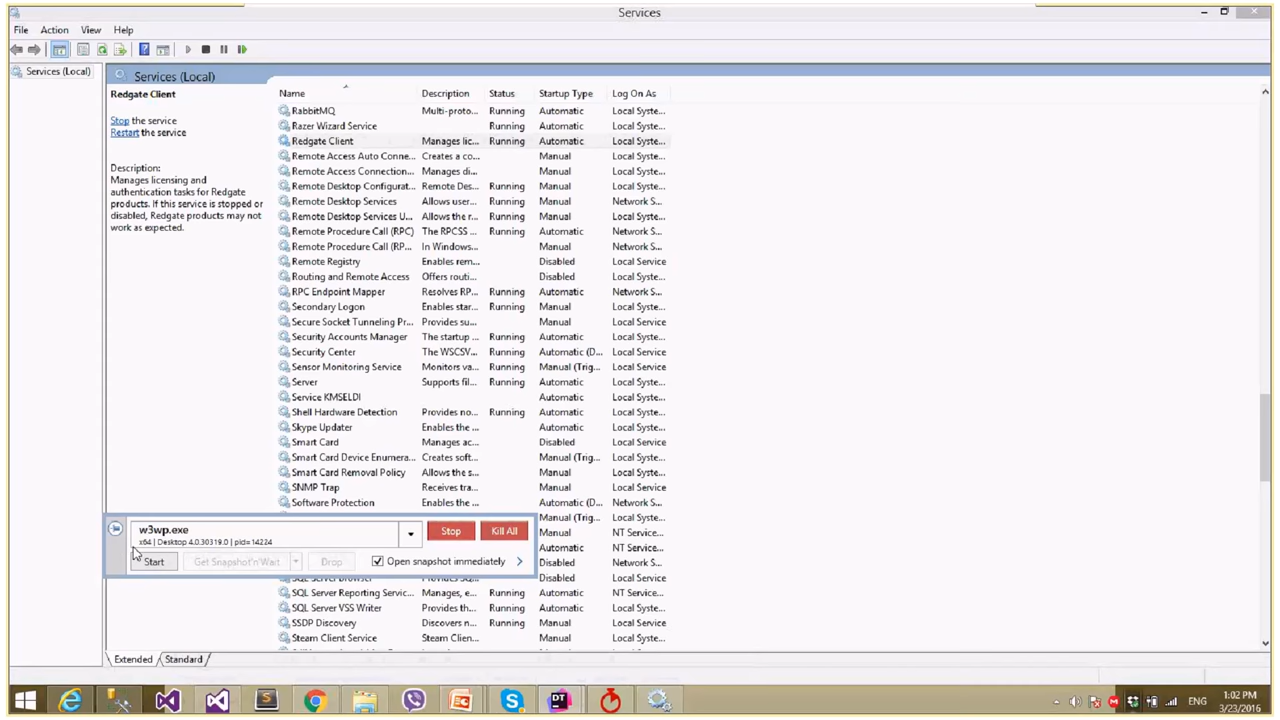 Services
File Action View Help
Services (Local)
Services (Local)
Redgate Client
Stop the service
Restart the service
Description:
Manages licensing and
authentication tasks for Redgate
products. If this service is stopped or
disabled, Redgate products may not
work as expected.
Name Description Status Startup Type Log On As
RabbitMQ Multi-proto... Running Automatic Local Syste...
Razer Wizard Service Running Automatic Local Syste...
Redgate Client Manages lic... Running Automatic Local Syste...
Remote Access Auto Conne... Creates a co... Manual Local Syste...
Remote Access Connection... Manages di... Manual Local Syste...
Remote Desktop Configurat... Remote Des... Running Manual Local Syste...
Remote Desktop Services Allows user... Running Manual Network S...
Remote Desktop Services U... Allows the r... Running Manual Local Syste...
Remote Procedure Call (RPC) The RPCSS ... Running Automatic Network S...
Remote Procedure Call (RP... In Windows... Manual Network S...
Remote Registry Enables rem... Disabled Local Service
Routing and Remote Access Offers routi... Disabled Local Syste...
RPC Endpoint Mapper Resolves RP... Running Automatic Network S...
Secondary Logon Enables star... Running Manual Local Syste...
Secure Socket Tunneling Pr... Provides su... Manual Local Service
Security Accounts Manager The startup ... Running Automatic Local Syste...
Security Center The WSCSV... Running Automatic (D... Local Service
Sensor Monitoring Service Monitors va... Running Manual (Trig... Local Service
Server Supports fil... Running Automatic Local Syste...
Service KMSELDI Automatic Local Syste...
Shell Hardware Detection Provides no... Running Automatic Local Syste...
Skype Updater Enables the ... Automatic Local Syste...
Smart Card Manages ac... Disabled Local Service
Smart Card Device Enumera... Creates soft... Manual (Trig... Local Syste...
Smart Card Removal Policy Allows the s... Manual Local Syste...
SNMP Trap Receives tra... Manual Local Service
Software Protection Enables the ... Automatic (D... Network S...
Manual (Trig... Local Syste...
Manual NT Service...
Automatic NT Service...
Disabled Local Service
SQL Server Browser Disabled Local Service
SQL Server Reporting Servic... Manages, e... Running Automatic NT Service...
SQL Server VSS Writer Provides th... Running Automatic Local Syste...
SSDP Discovery Discovers n... Running Manual Local Service
Steam Client Service Steam Clien... Manual Local Syste...
w3wp.exe
x64 | Desktop 4.0.30319.0 | pid=14224
Stop Kill All
Start Get Snapshot'n'Wait Drop Open snapshot immediately
Extended Standard
DT
ENG
1:02 PM
3/23/2016